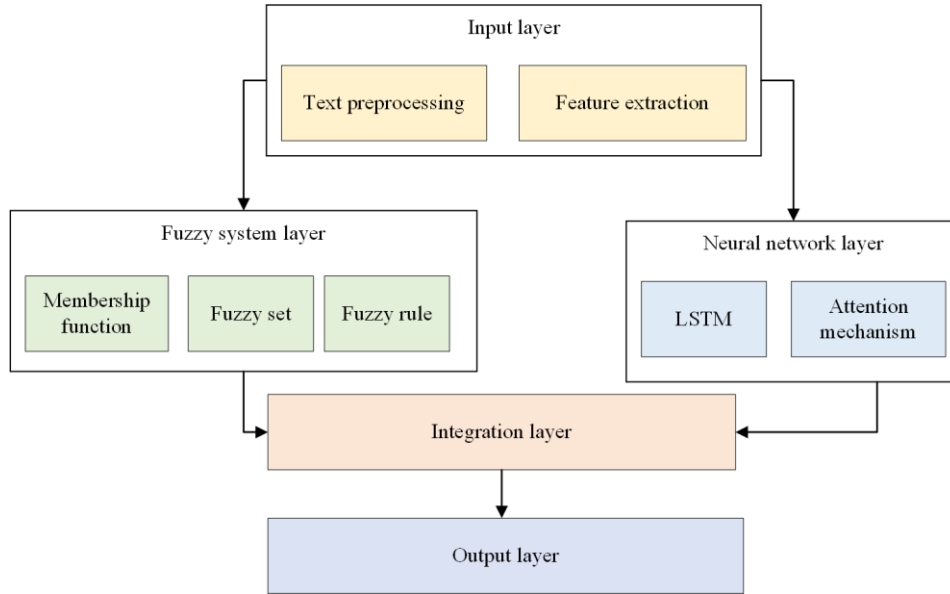 Input layer
Text preprocessing
Feature extraction
Fuzzy system layer
Membership
function
Fuzzy set
Fuzzy rule
Neural network layer
LSTM
Attention
mechanism
Integration layer
Output layer